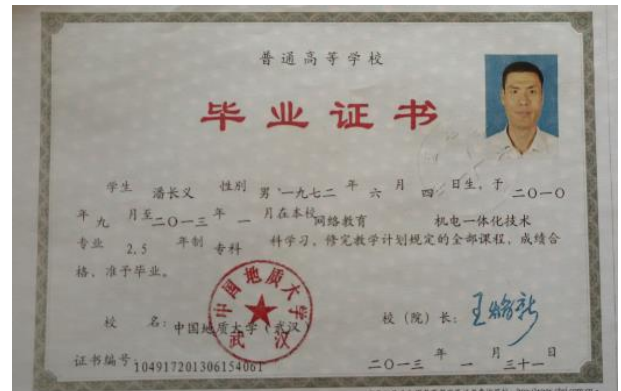 普通高等学校
毕业证书
学生 潘长义 性别 男 一九七二 年 六 月 四 日生，于 二〇一〇
年 九 月至 二〇一三 年 一 月在本校 网络教育 机电一体化技术
专业 2.5 年制 专科 科学习，修完教学计划规定的全部课程，成绩合
格，准予毕业。
校 名：中国地质大学（武汉） 校（院）长：王焰新
中国地质大学
武汉
证书编号：104917201306154061 二〇一三 年 一 月 三十一 日